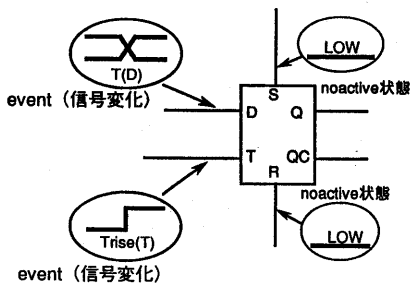 T(D)
event（信号変化）
LOW
noactive状態
S
D Q
T QC
R
noactive状態
LOW
Trise(T)
event（信号変化）